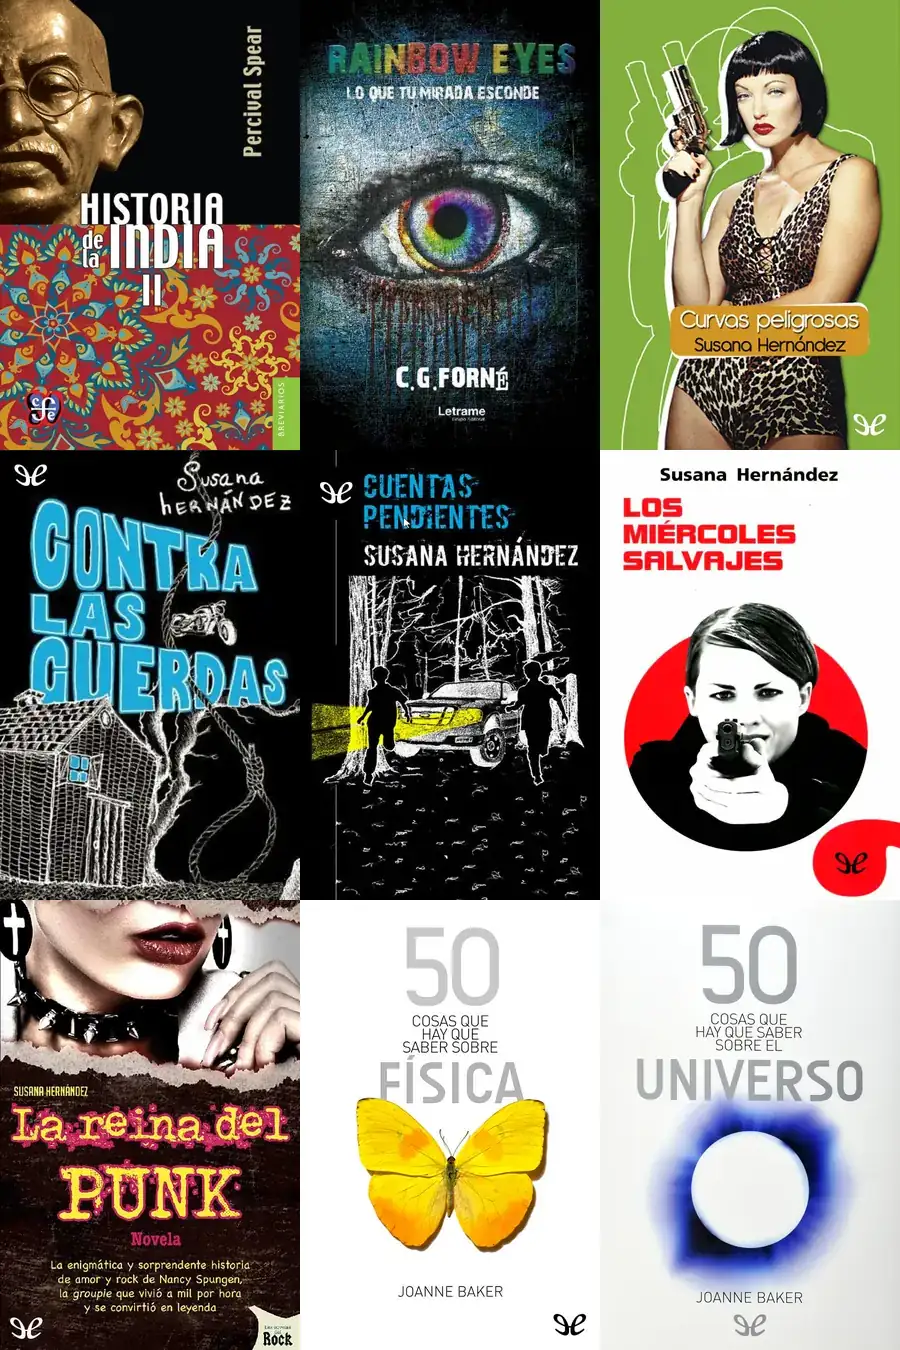 Percival Spear
HISTORIA
de la INDIA
II
cfe
BREVIARIOS
RAINBOW EYES
LO QUE TU MIRADA ESCONDE
C.G.FORNÉ
Letrame
Grupo Editorial
Curvas peligrosas
Susana Hernández
Susana
HERNÁNDEZ
CONTRA
LAS
CUERDAS
CUENTAS
PENDIENTES
SUSANA HERNÁNDEZ
Susana Hernández
LOS
MIÉRCOLES
SALVAJES
SUSANA HERNÁNDEZ
La reina del
PUNK
Novela
La enigmática y sorprendente historia
de amor y rock de Nancy Spungen,
la groupie que vivió a mil por hora
y se convirtió en leyenda
Rock
50
COSAS QUE
HAY QUE
SABER SOBRE
FÍSICA
JOANNE BAKER
50
COSAS QUE
HAY QUE SABER
SOBRE EL
UNIVERSO
JOANNE BAKER